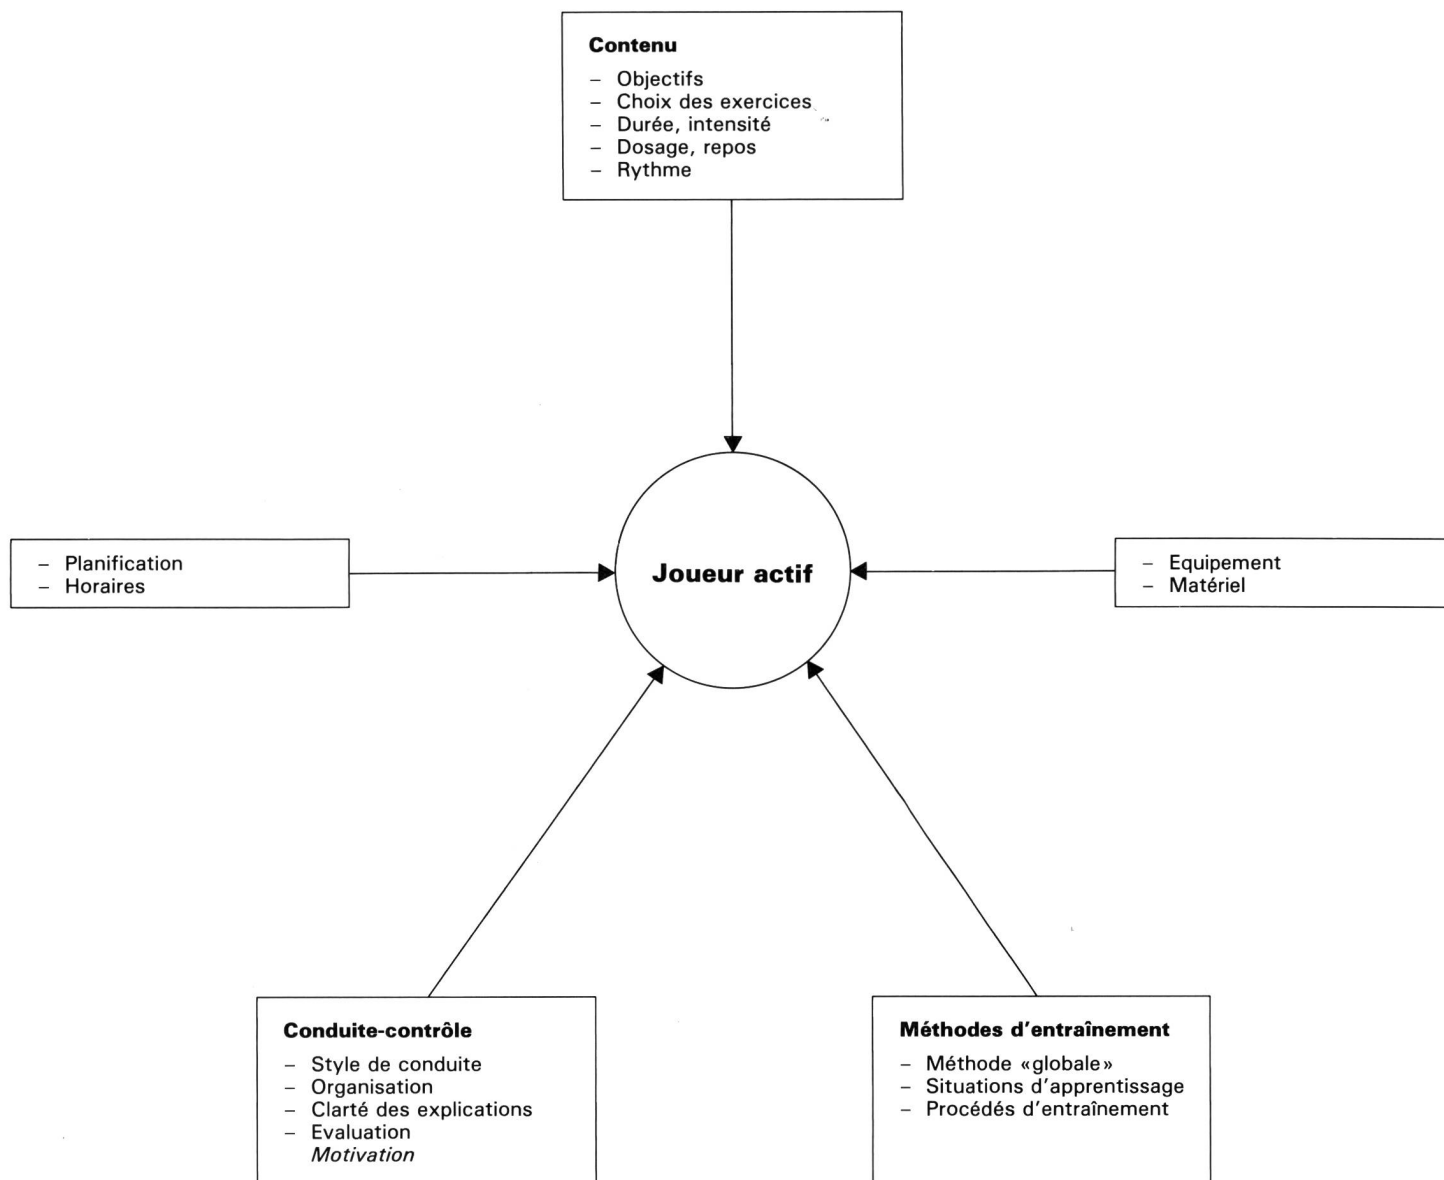 Contenu
– Objectifs
– Choix des exercices
– Durée, intensité
– Dosage, repos
– Rythme
– Planification
– Horaires
Joueur actif
– Equipement
– Matériel
Conduite-contrôle
– Style de conduite
– Organisation
– Clarté des explications
– Evaluation
Motivation
Méthodes d'entraînement
– Méthode «globale»
– Situations d'apprentissage
– Procédés d'entraînement